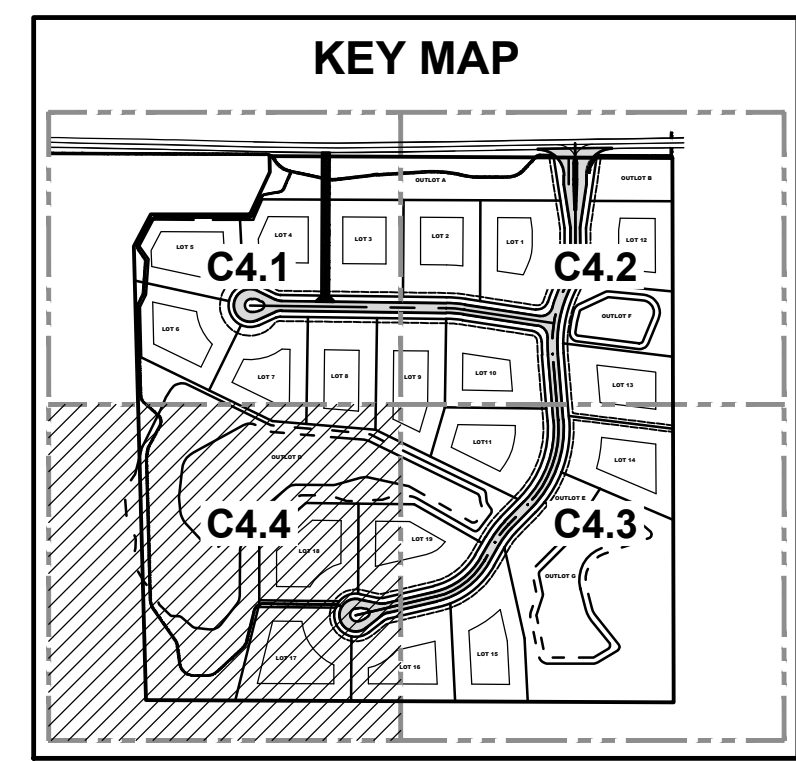 KEY MAP
OUTLOT A
OUTLOT B
LOT 5
LOT 4
LOT 3
LOT 2
LOT 1
LOT 12
C4.1
C4.2
OUTLOT F
LOT 6
LOT 7
LOT 8
LOT 9
LOT 10
LOT 13
LOT11
OUTLOT D
LOT 14
OUTLOT E
C4.4
C4.3
LOT 18
LOT 19
OUTLOT G
LOT 17
LOT 16
LOT 15